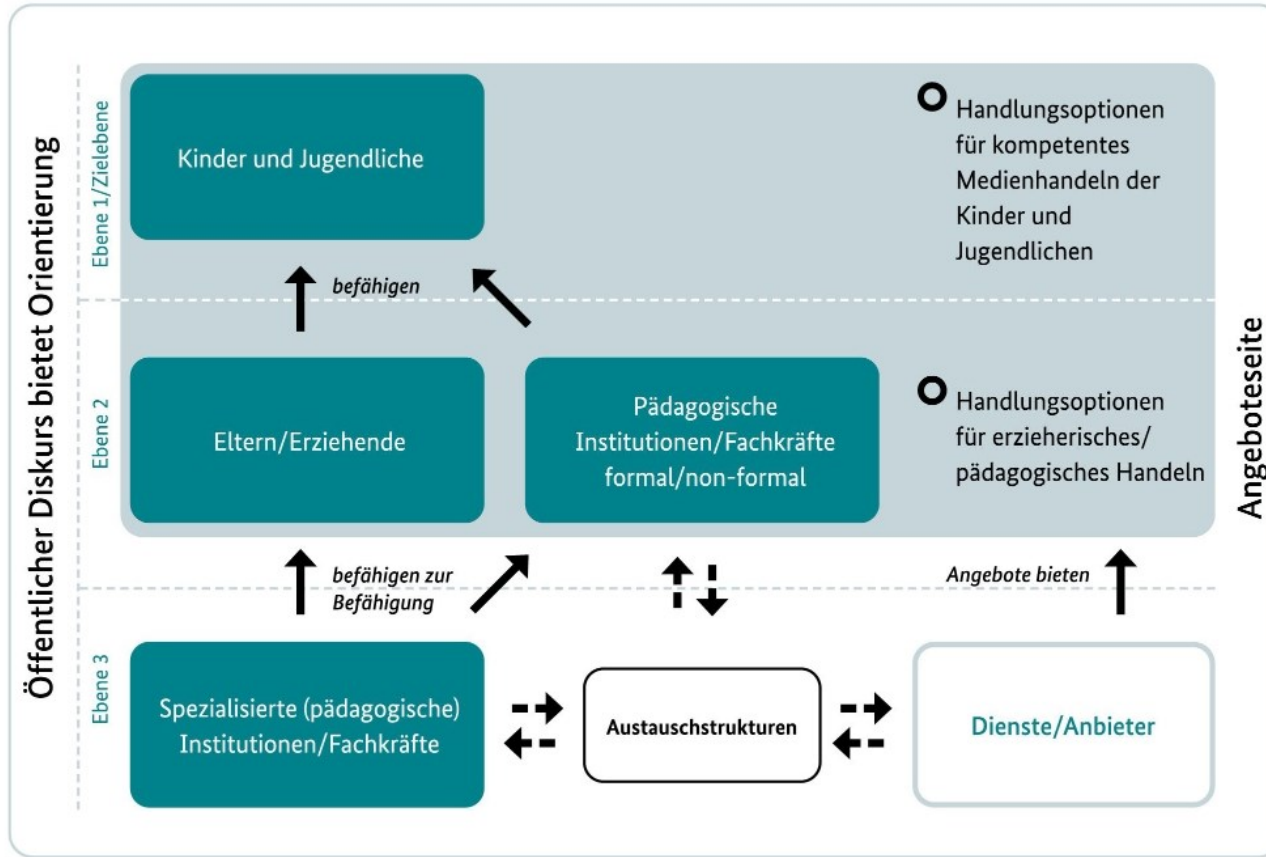 Öffentlicher Diskurs bietet Orientierung
Ebene 1/Zielebene
Kinder und Jugendliche
Handlungsoptionen
für kompetentes
Medienhandeln der
Kinder und
Jugendlichen
befähigen
Ebene 2
Eltern/Erziehende
Pädagogische
Institutionen/Fachkräfte
formal/non-formal
Handlungsoptionen
für erzieherisches/
pädagogisches Handeln
Angeboteseite
befähigen zur
Befähigung
Angebote bieten
Ebene 3
Spezialisierte (pädagogische)
Institutionen/Fachkräfte
Austauschstrukturen
Dienste/Anbieter